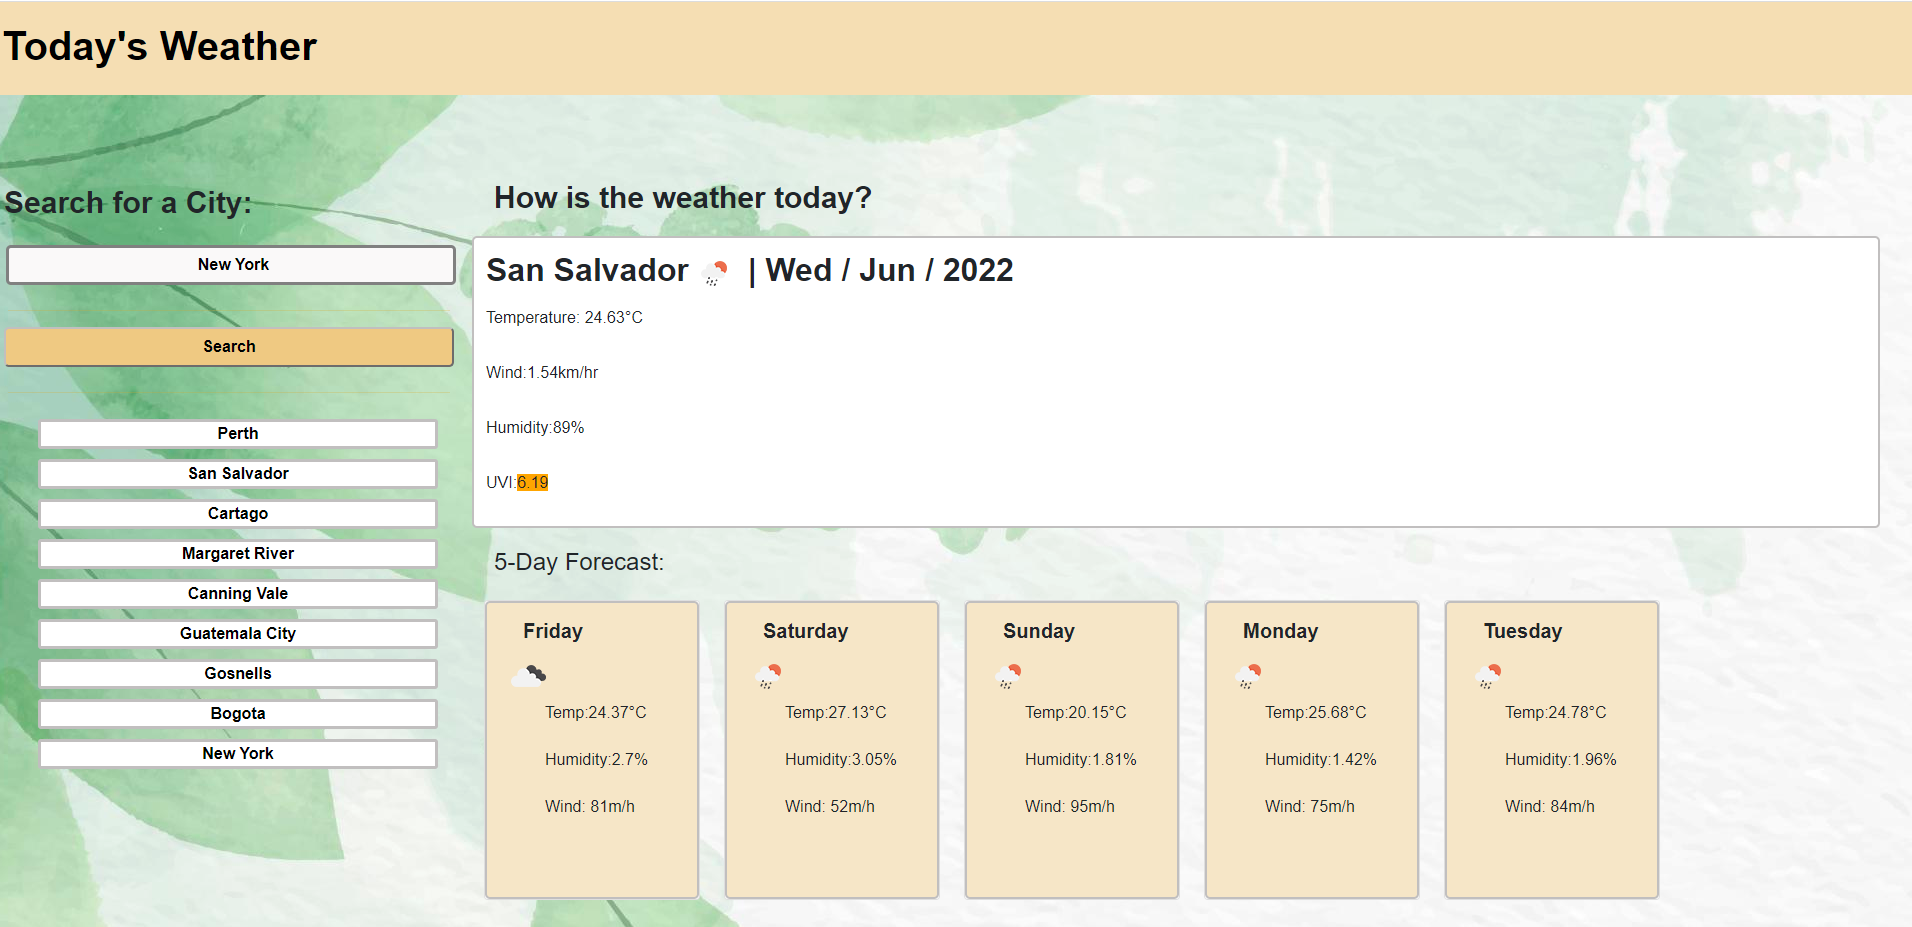 Today's Weather
Search for a City:
New York
Search
Perth
San Salvador
Cartago
Margaret River
Canning Vale
Guatemala City
Gosnells
Bogota
New York
How is the weather today?
San Salvador | Wed / Jun / 2022
Temperature: 24.63°C
Wind:1.54km/hr
Humidity:89%
UVI:6.19
5-Day Forecast:
Friday
Temp:24.37°C
Humidity:2.7%
Wind: 81m/h
Saturday
Temp:27.13°C
Humidity:3.05%
Wind: 52m/h
Sunday
Temp:20.15°C
Humidity:1.81%
Wind: 95m/h
Monday
Temp:25.68°C
Humidity:1.42%
Wind: 75m/h
Tuesday
Temp:24.78°C
Humidity:1.96%
Wind: 84m/h